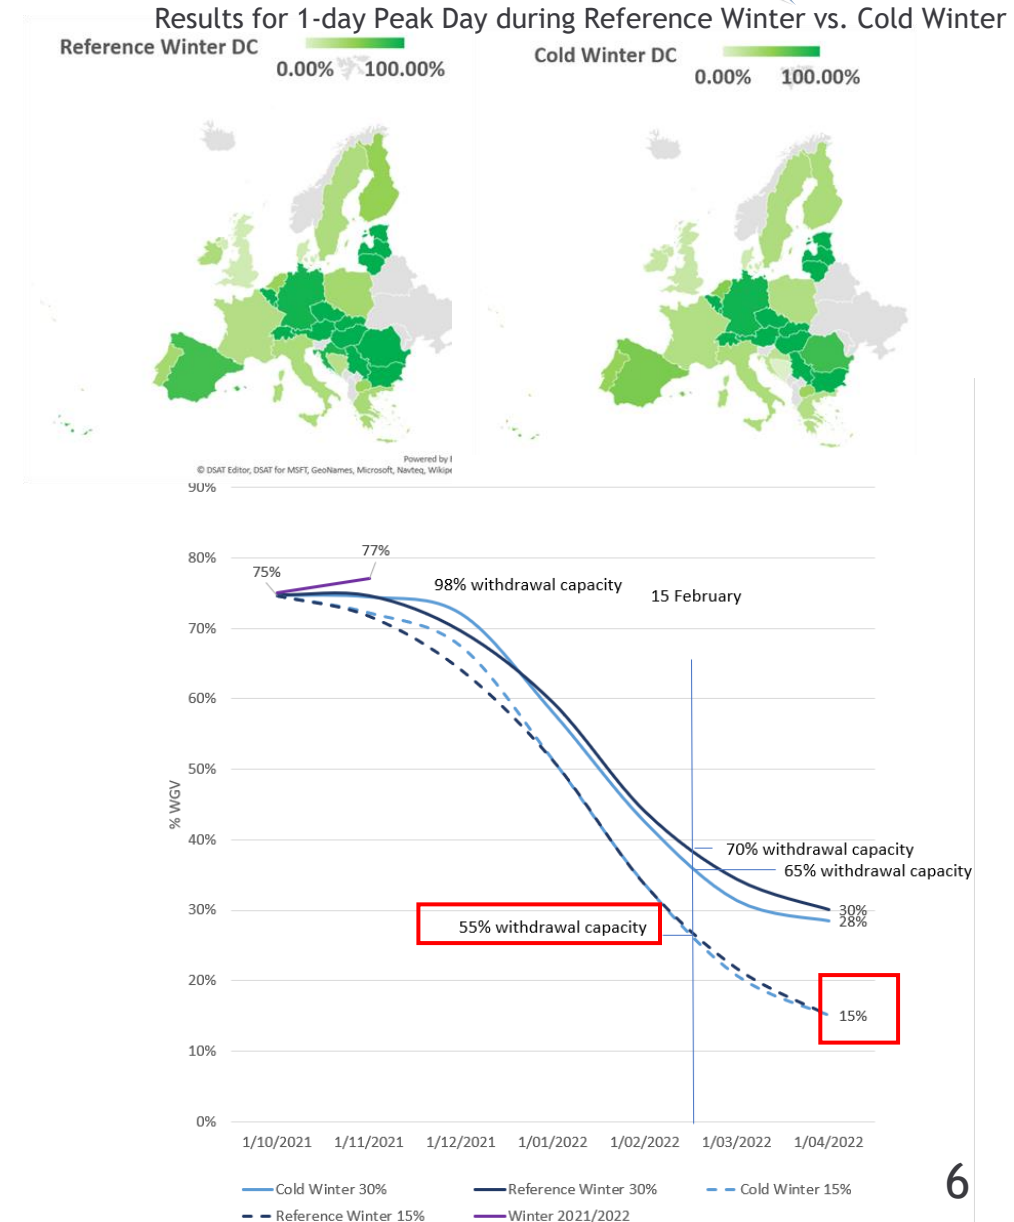 Results for 1-day Peak Day during Reference Winter vs. Cold Winter
Reference Winter DC
0.00% 100.00%
Cold Winter DC
0.00% 100.00%
Powered by
© DSAT Editor, DSAT for MSFT, GeoNames, Microsoft, Navteq,
90%
80%
70%
60%
50%
40%
30%
20%
10%
0%
% WGV
75%
77%
98% withdrawal capacity
15 February
70% withdrawal capacity
65% withdrawal capacity
55% withdrawal capacity
30%
28%
15%
1/10/2021 1/11/2021 1/12/2021 1/01/2022 1/02/2022 1/03/2022 1/04/2022
Cold Winter 30% Reference Winter 30% Cold Winter 15%
Reference Winter 15% Winter 2021/2022
6